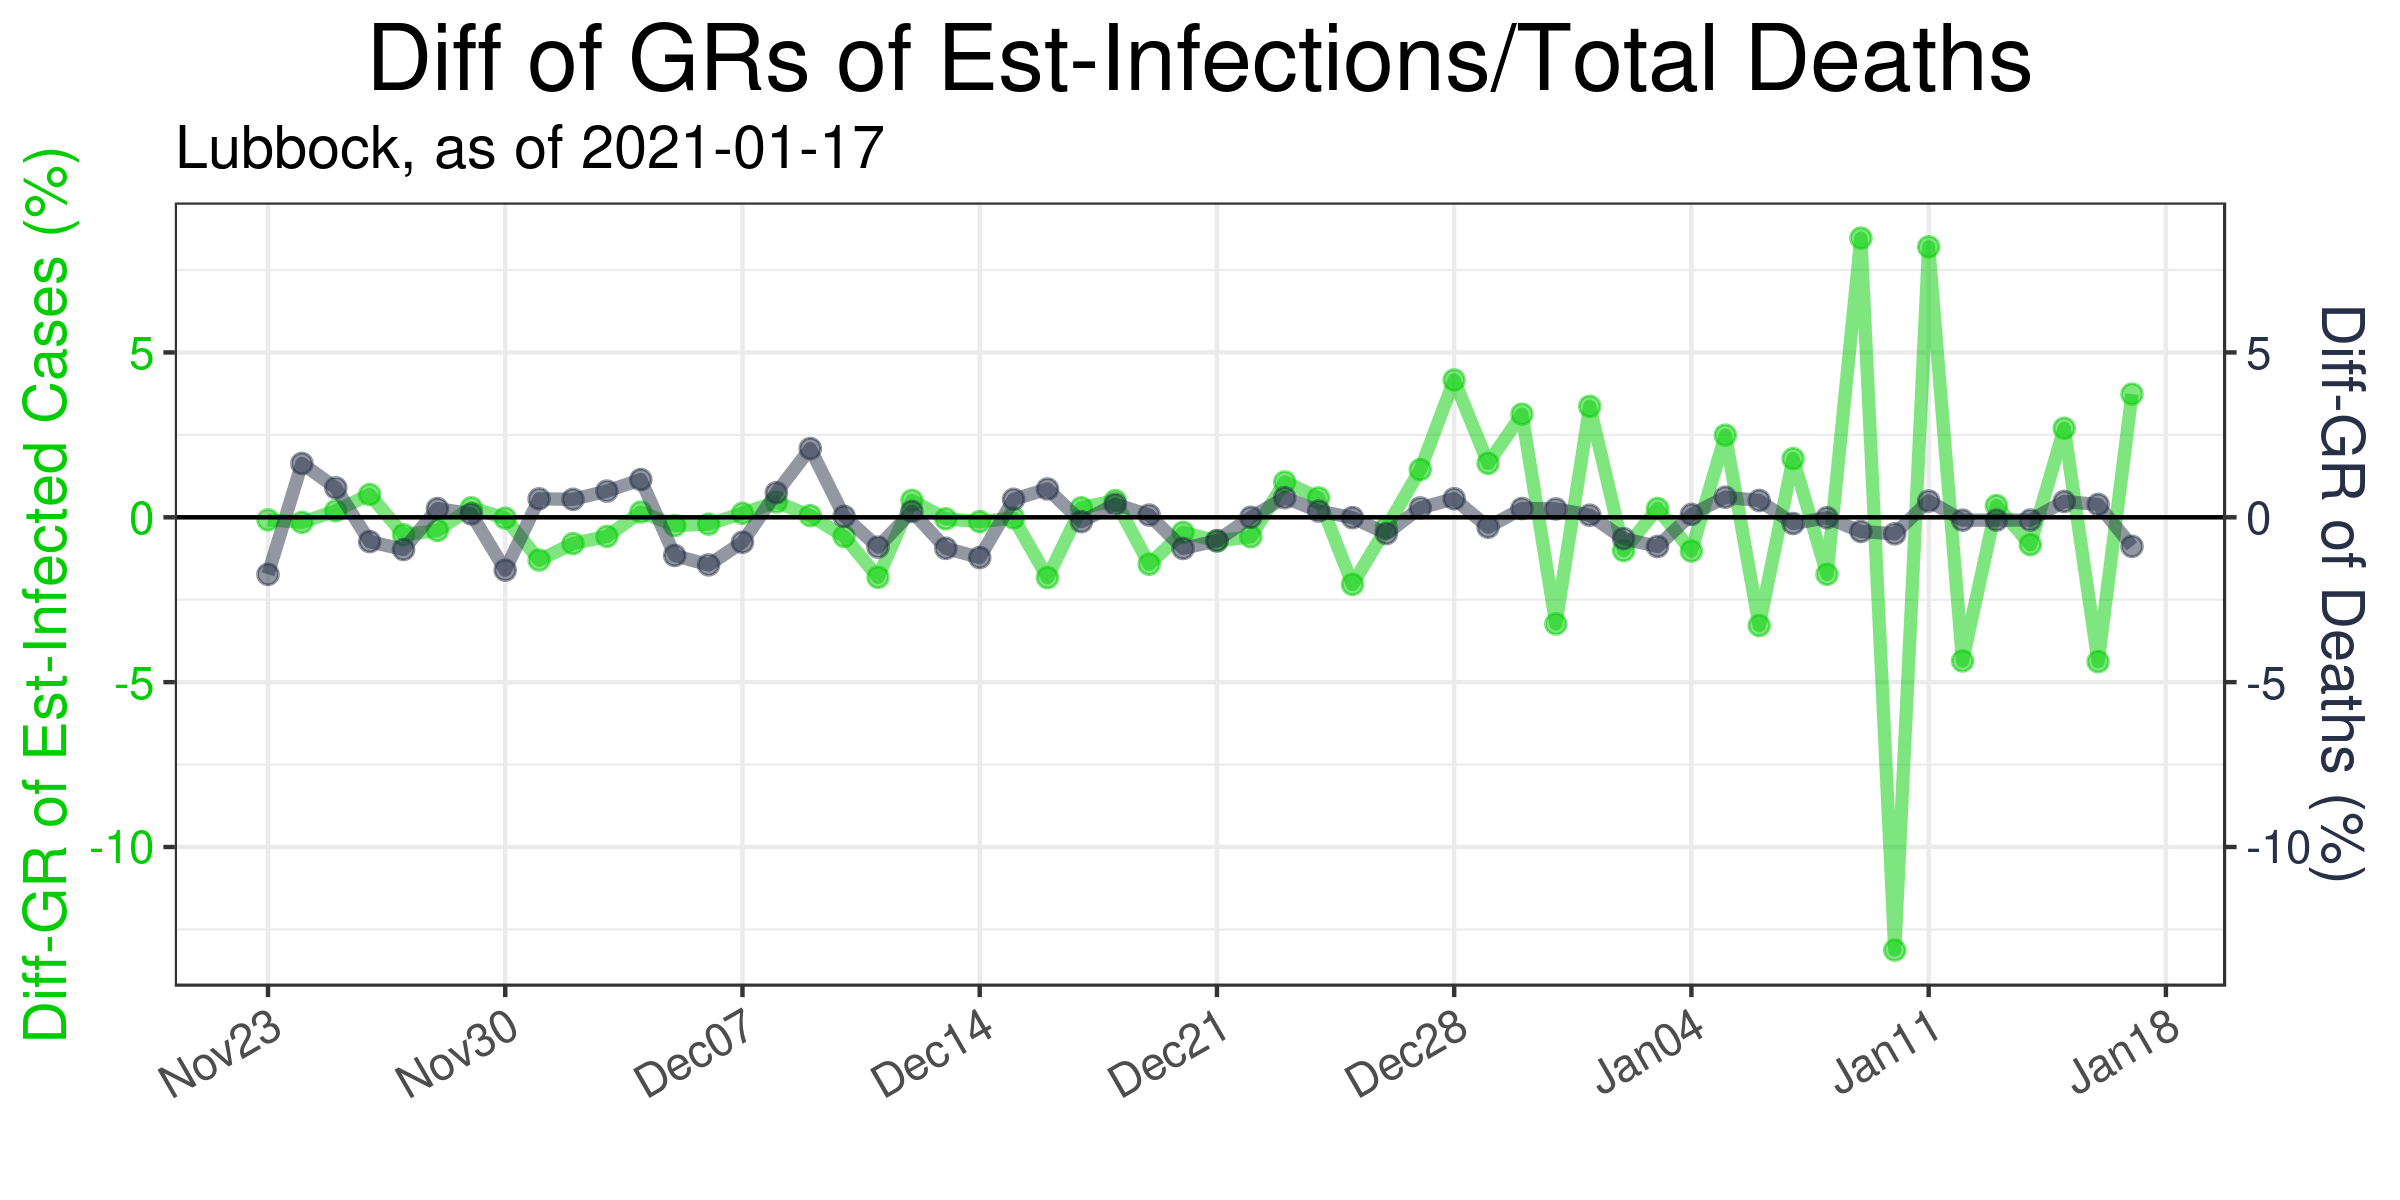 Diff of GRs of Est-Infections/Total Deaths
Lubbock, as of 2021-01-17
Diff-GR of Est-Infected Cases (%)
5
0
-5
-10
5
0
-5
-10
Diff-GR of Deaths (%)
Nov23
Nov30
Dec07
Dec14
Dec21
Dec28
Jan04
Jan11
Jan18